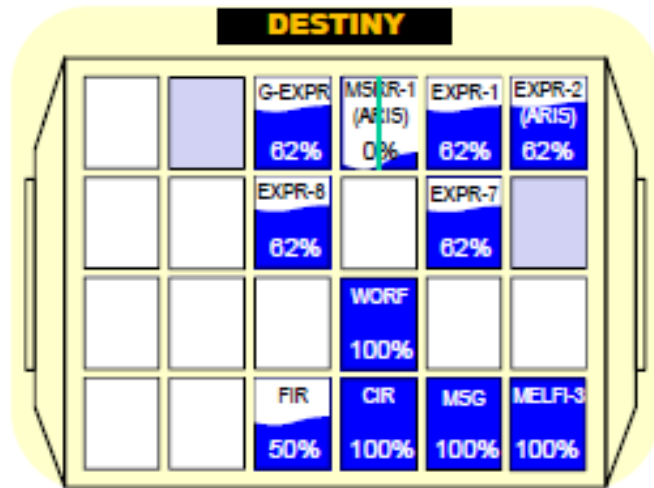 DESTINY
G-EXPR MSRR-1 EXPR-1 EXPR-2
(ARIS) (ARIS)
62% 0% 62% 62%
EXPR-8 EXPR-7
62% 62%
WORF
100%
FIR CIR MSG MELFI-3
50% 100% 100% 100%